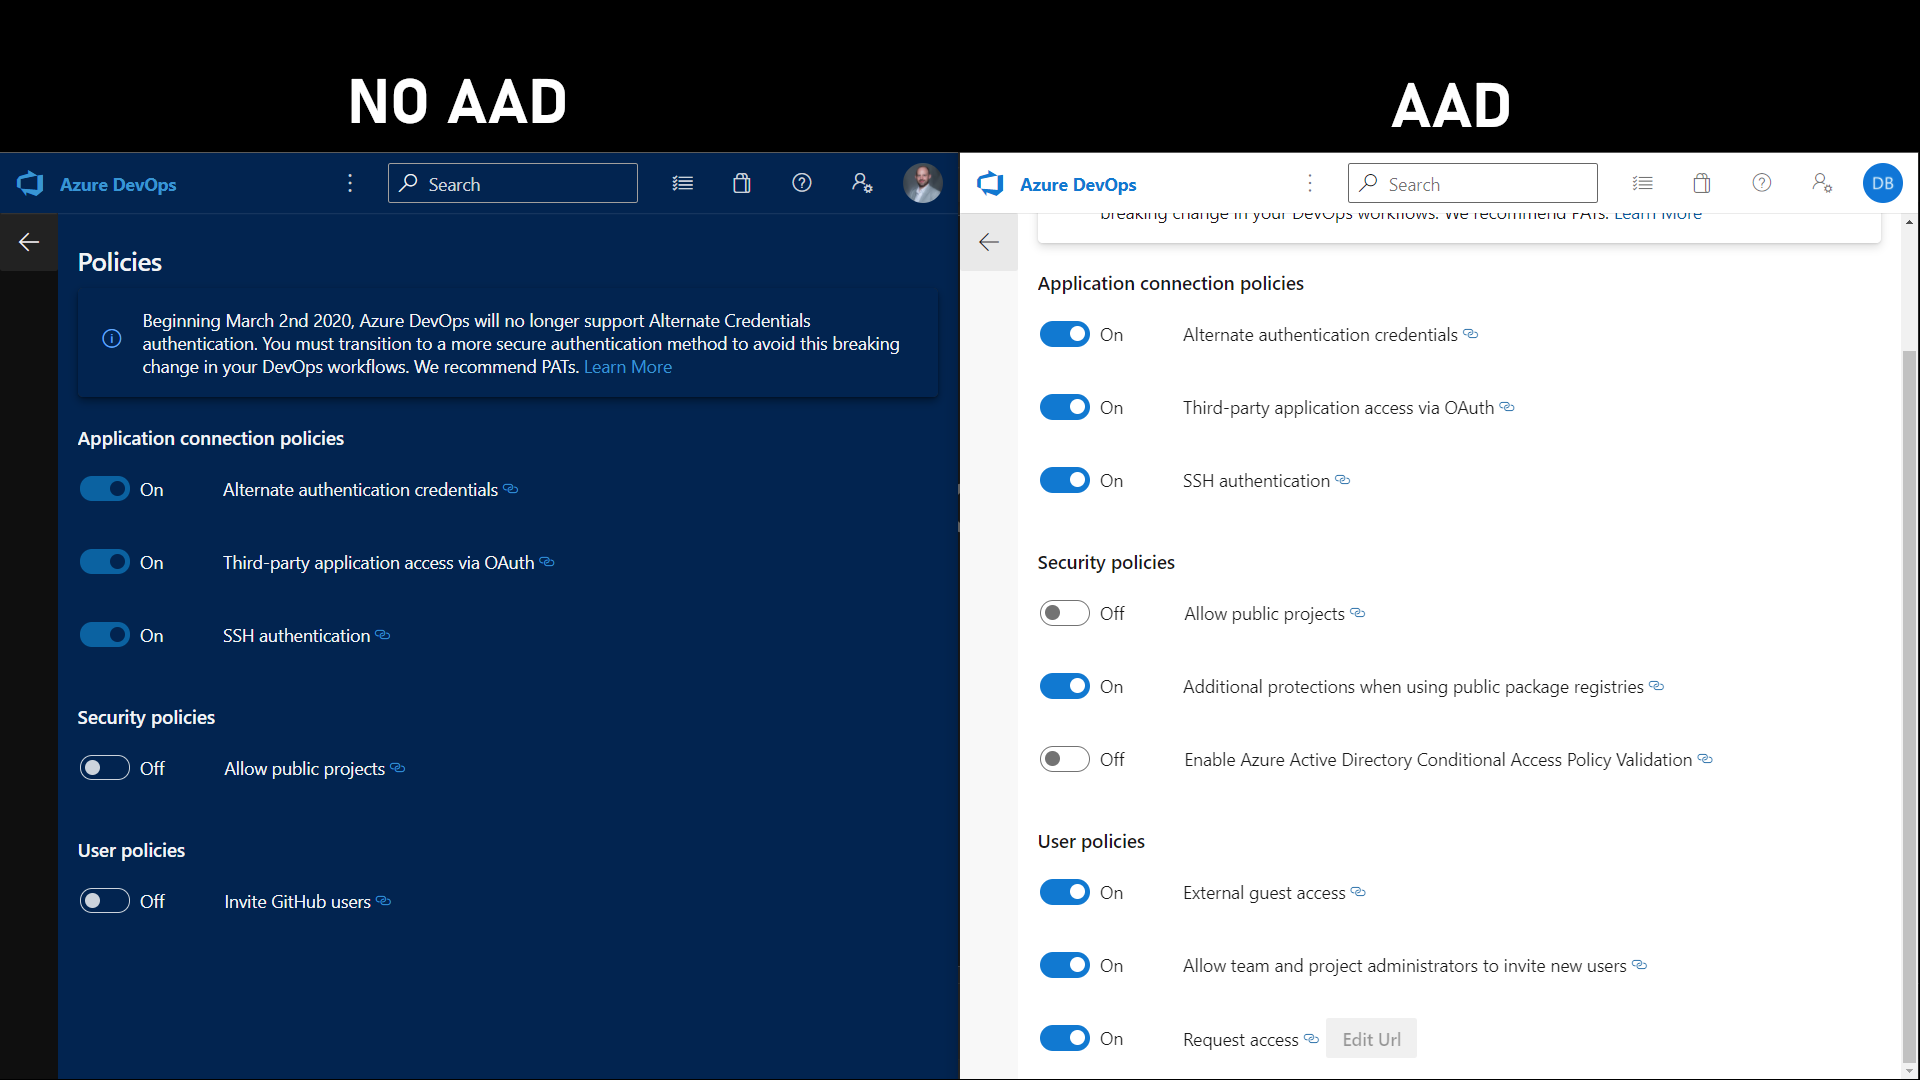 NO AAD
AAD
Azure DevOps
Search
Policies
Beginning March 2nd 2020, Azure DevOps will no longer support Alternate Credentials
authentication. You must transition to a more secure authentication method to avoid this breaking
change in your DevOps workflows. We recommend PATs. Learn More
Application connection policies
On Alternate authentication credentials
On Third-party application access via OAuth
On SSH authentication
Security policies
Off Allow public projects
User policies
Off Invite GitHub users
Azure DevOps
Search
DB
breaking change in your DevOps workflows. We recommend PATs. Learn More
Application connection policies
On Alternate authentication credentials
On Third-party application access via OAuth
On SSH authentication
Security policies
Off Allow public projects
On Additional protections when using public package registries
Off Enable Azure Active Directory Conditional Access Policy Validation
User policies
On External guest access
On Allow team and project administrators to invite new users
On Request access Edit Url